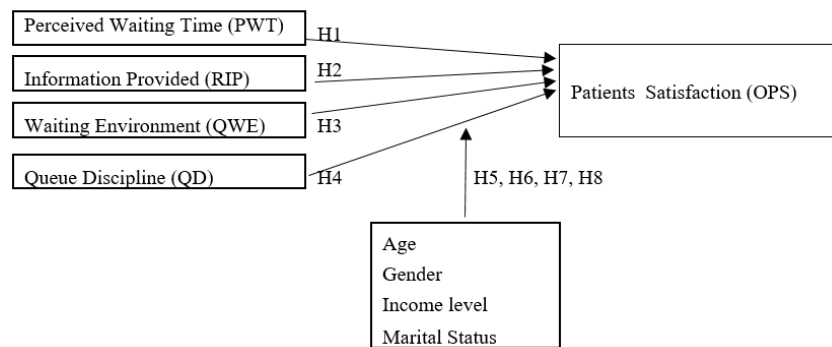 Perceived Waiting Time (PWT)
H1
Information Provided (RIP)
H2
Waiting Environment (QWE)
H3
Queue Discipline (QD)
H4
Patients Satisfaction (OPS)
H5, H6, H7, H8
Age
Gender
Income level
Marital Status